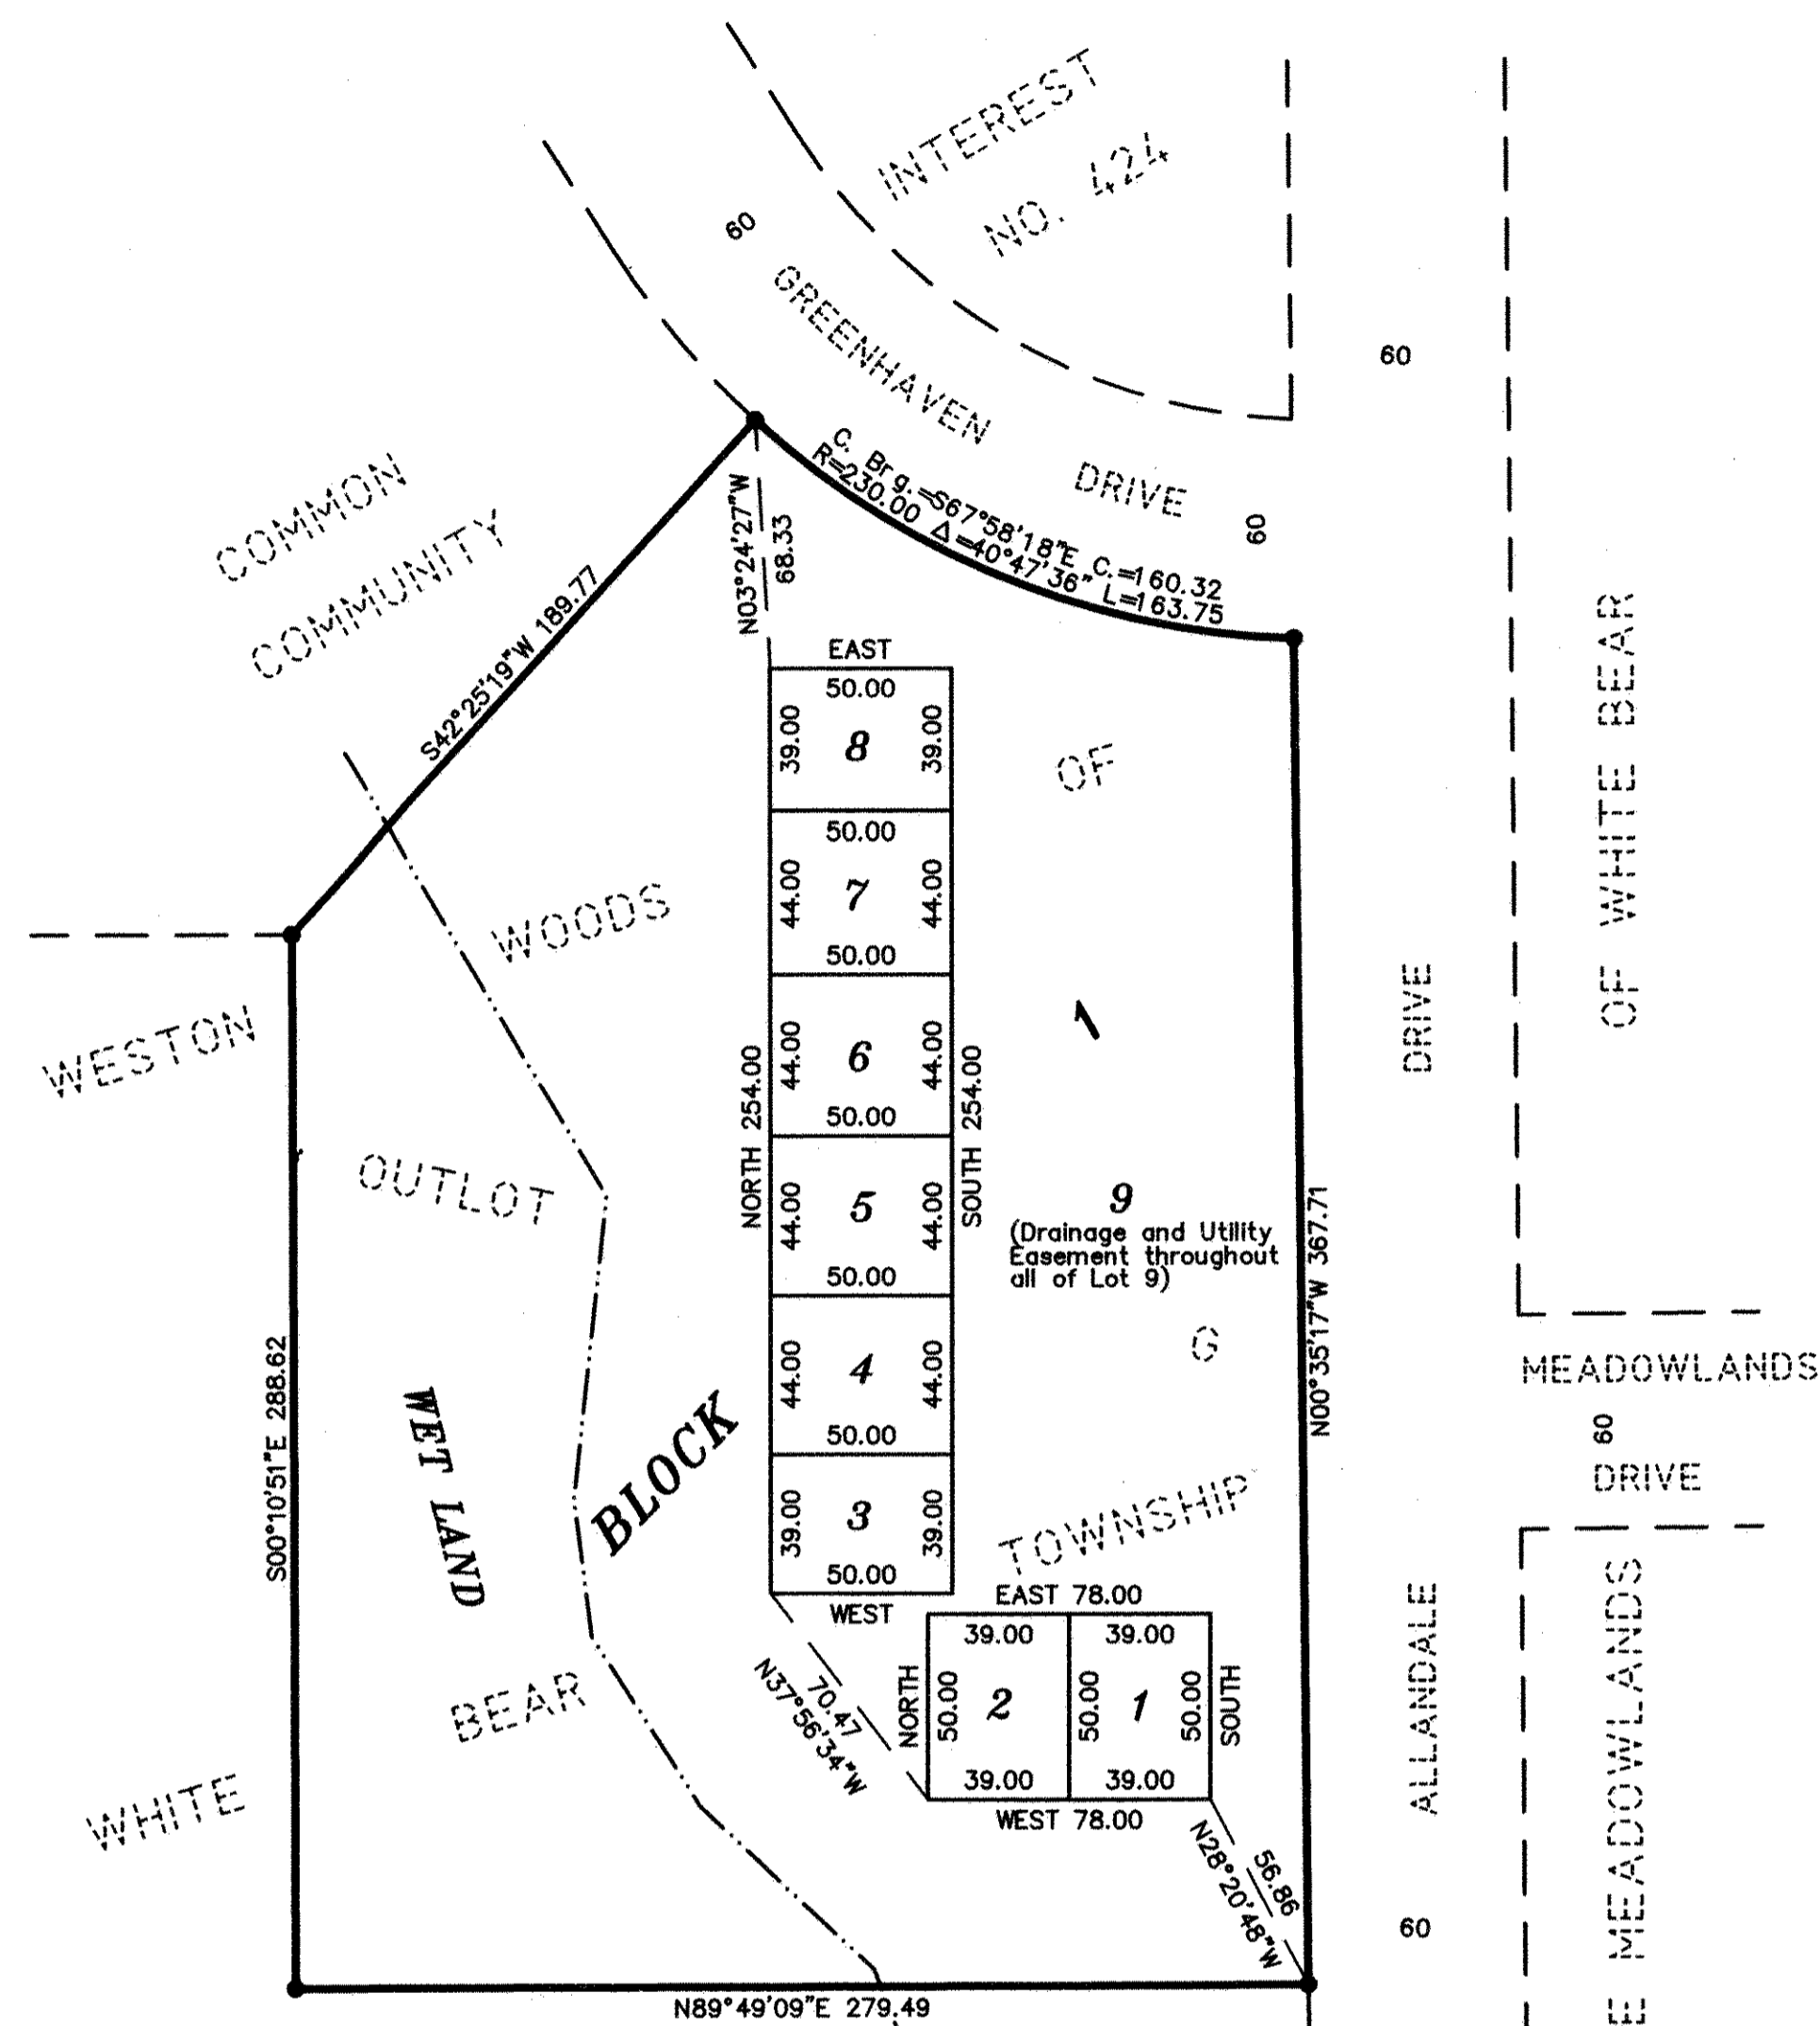 INTEREST
NO. 424
60
GREENHAVEN
DRIVE
60
60
C. Brg.=S67°58'18"E C.=160.32
R=230.00 Δ=40°47'36" L=163.75
COMMON
COMMUNITY
S42°25'19"W 189.77
N03°24'27"W
68.33
EAST
50.00
39.00
8
39.00
50.00
44.00
7
44.00
50.00
44.00
6
44.00
50.00
44.00
5
44.00
50.00
44.00
4
44.00
50.00
39.00
3
39.00
50.00
WEST
NORTH 254.00
SOUTH 254.00
OF
WOODS
WESTON
OUTLOT
1
9
(Drainage and Utility
Easement throughout
all of Lot 9)
G
TOWNSHIP
N00°35'17"W 367.71
DRIVE
OF WHITE BEAR
MEADOWLANDS
60
DRIVE
ALLANDALE
60
E MEADOWLANDS
S00°10'51"E 288.62
WET LAND
BLOCK
BEAR
WHITE
EAST 78.00
39.00
39.00
NORTH
50.00
2
50.00
1
50.00
SOUTH
39.00
39.00
WEST 78.00
70.47
N37°56'34"W
56.86
N28°20'48"W
N89°49'09"E 279.49